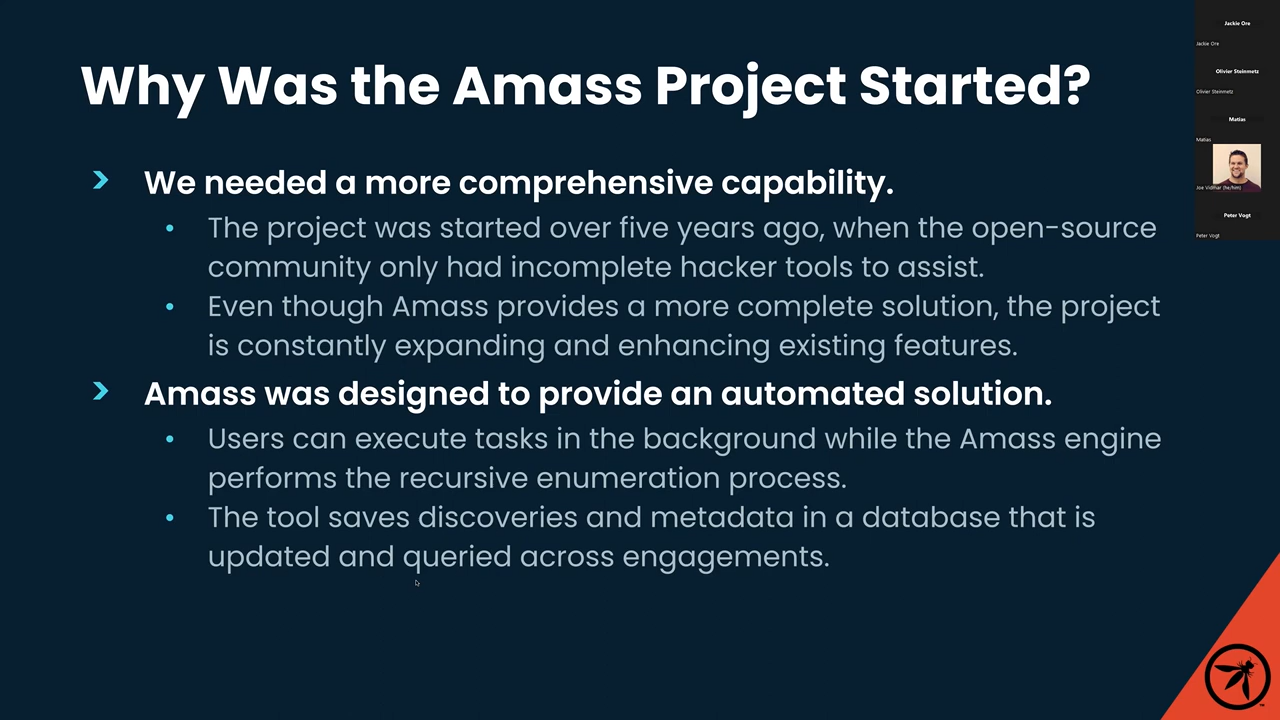 Why Was the Amass Project Started?
We needed a more comprehensive capability.
The project was started over five years ago, when the open-source
community only had incomplete hacker tools to assist.
Even though Amass provides a more complete solution, the project
is constantly expanding and enhancing existing features.
Amass was designed to provide an automated solution.
Users can execute tasks in the background while the Amass engine
performs the recursive enumeration process.
The tool saves discoveries and metadata in a database that is
updated and queried across engagements.
Jackie Ore
Jackie Ore
Olivier Steinmetz
Olivier Steinmetz
Matias
Matias
Joe Vidmar (he/him)
Peter Vogt
Peter Vogt